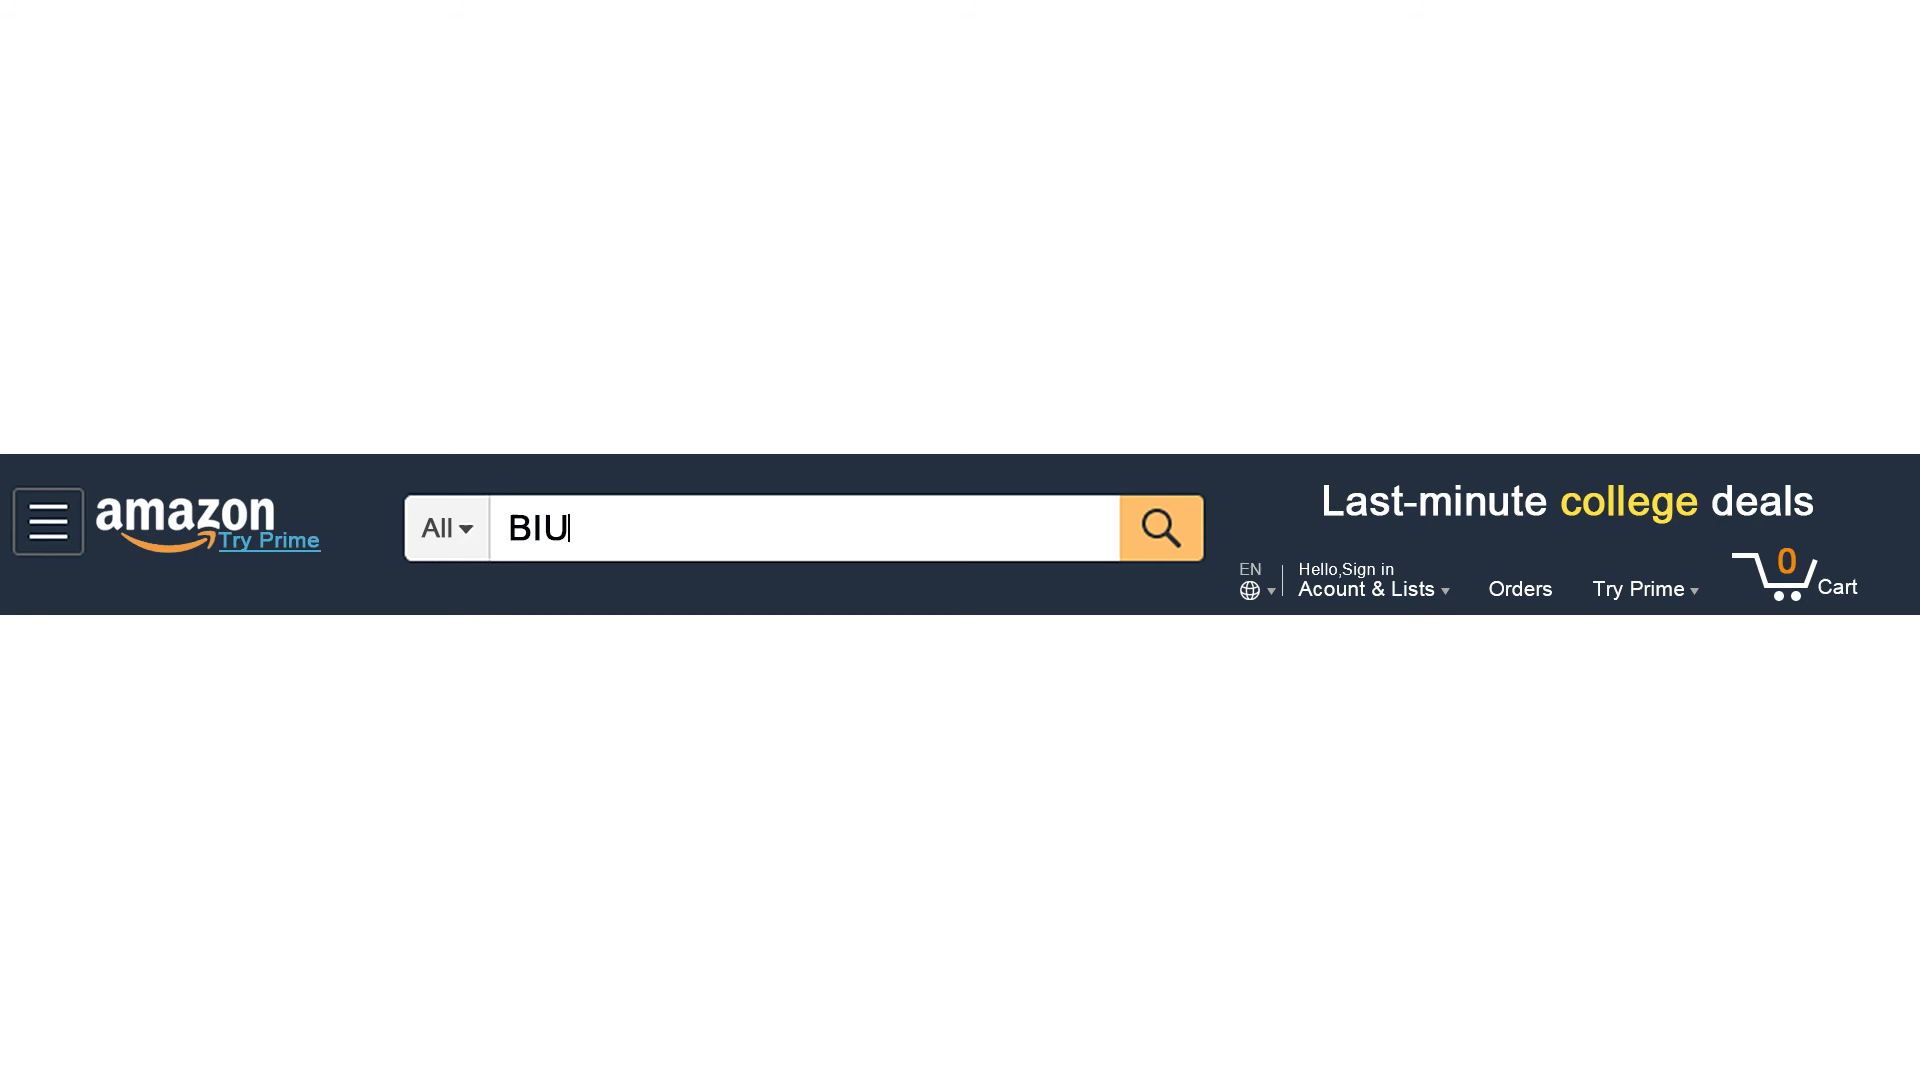 amazon
Try Prime
All
BIU
Last-minute college deals
EN
Hello,Sign in
Acount & Lists
Orders
Try Prime
0
Cart